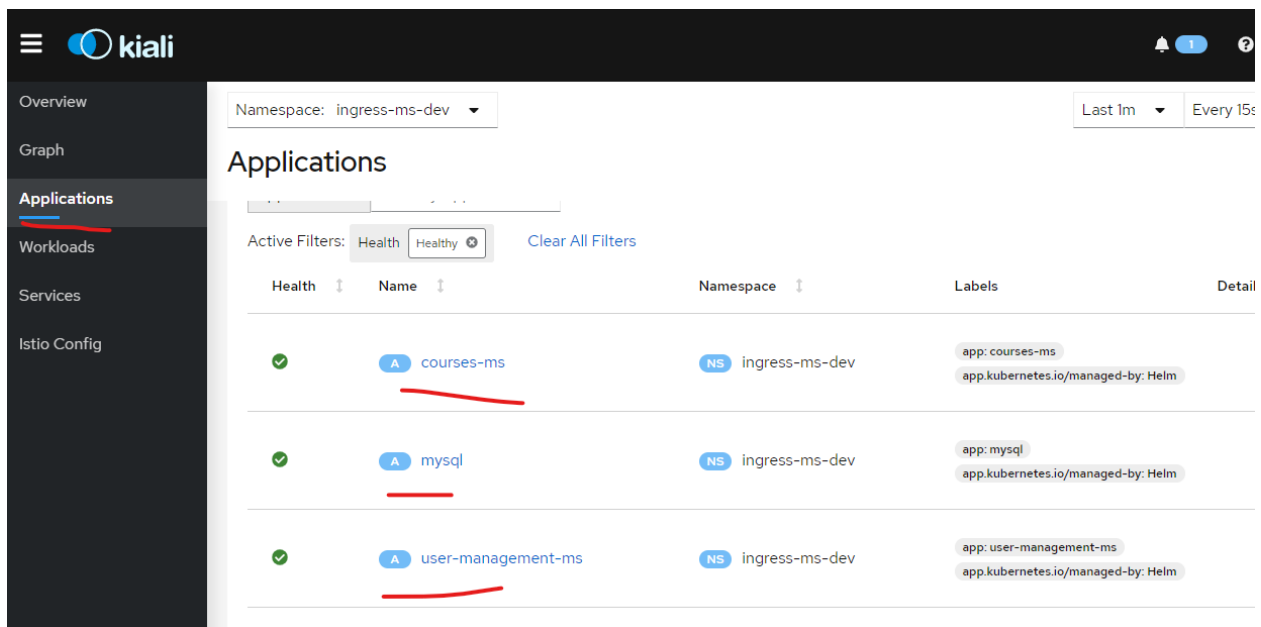 kiali
1
Overview
Graph
Applications
Workloads
Services
Istio Config
Namespace: ingress-ms-dev
Last 1m
Every 15s
Applications
Active Filters: Health Healthy Clear All Filters
Health Name Namespace Labels Detail
A courses-ms NS ingress-ms-dev
app: courses-ms
app.kubernetes.io/managed-by: Helm
A mysql NS ingress-ms-dev
app: mysql
app.kubernetes.io/managed-by: Helm
A user-management-ms NS ingress-ms-dev
app: user-management-ms
app.kubernetes.io/managed-by: Helm